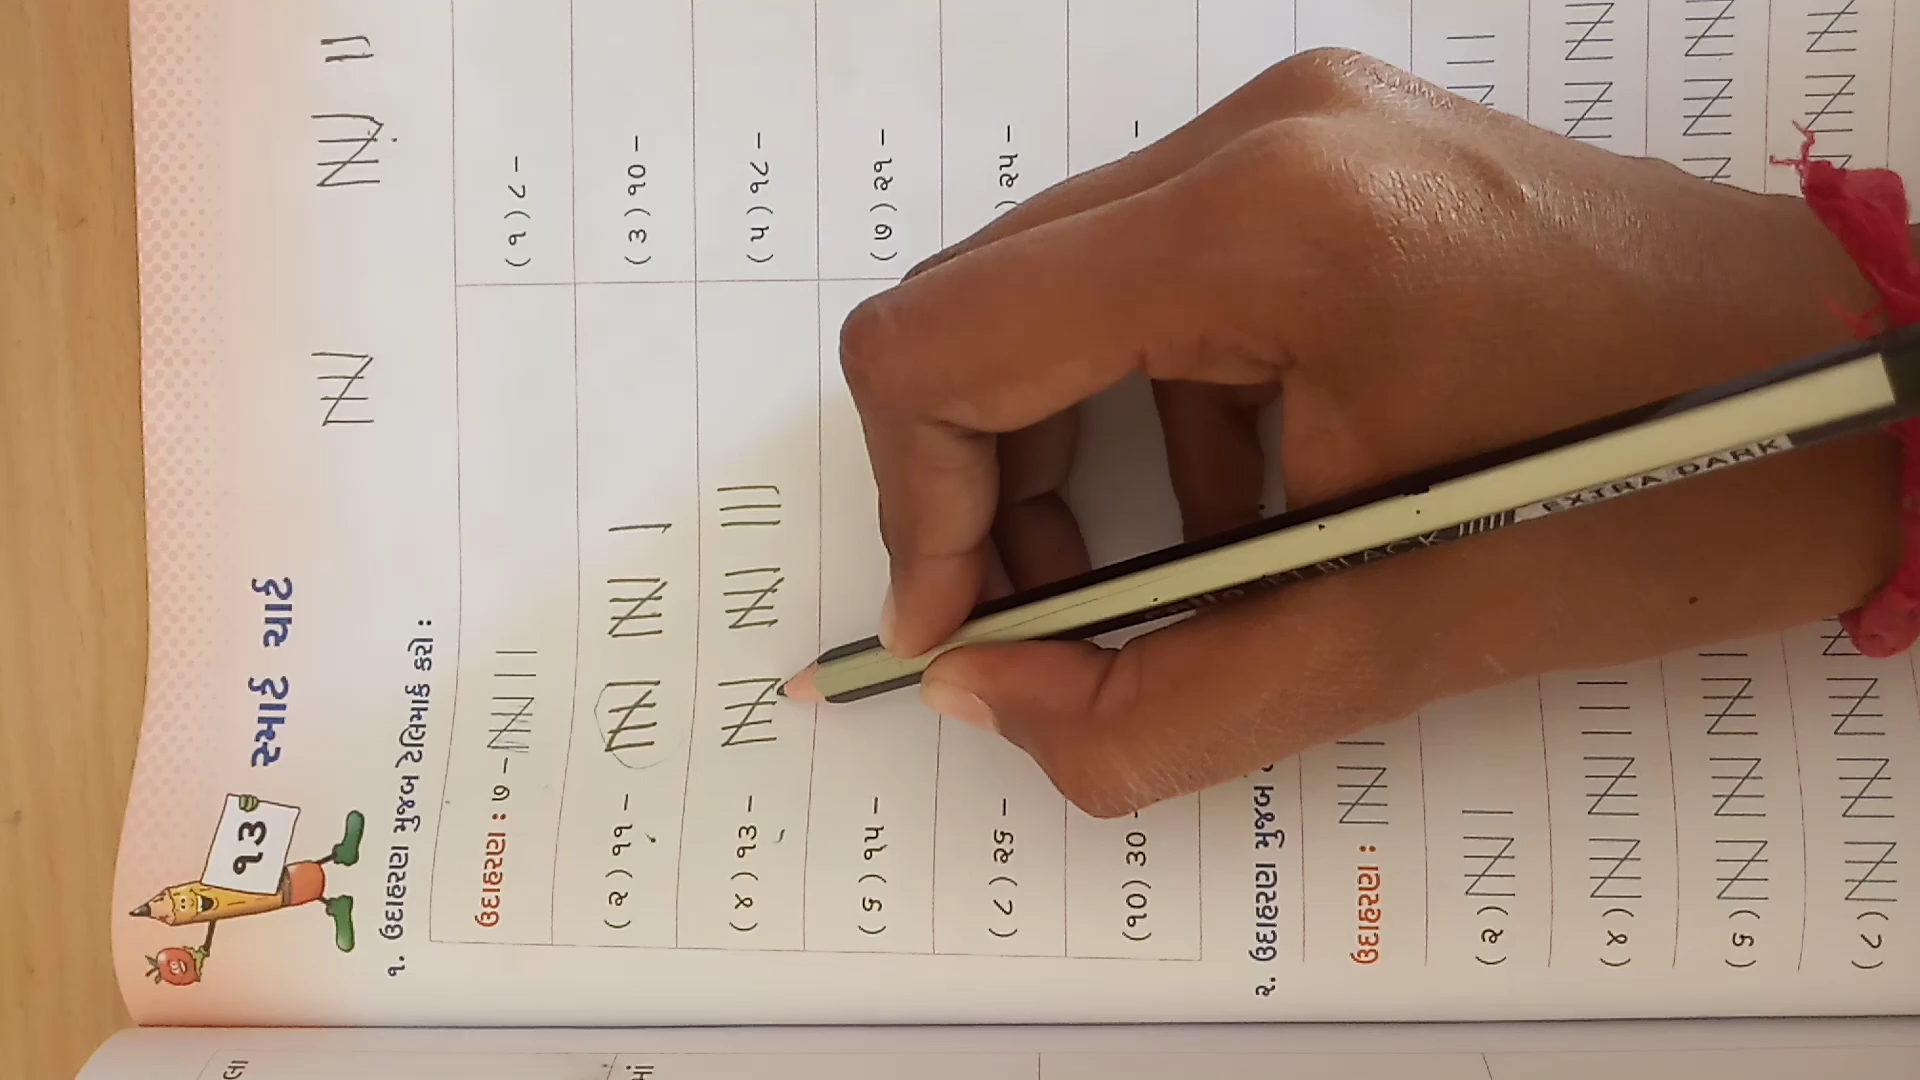 ૧૩ સ્માર્ટ ચાર્ટ
૧. ઉદાહરણ મુજબ ટેલિમાર્ક કરો :
ઉદાહરણ : ૭ –
(૧) ૮ –
(૨) ૧૧ –
(૩) ૧૦ –
(૪) ૧૩ –
(૫) ૧૮ –
(૬) ૧૫ –
(૭) ૨૧ –
(૮) ૨૬ –
) ૨૫ –
(૧૦) ૩૦ –
૨. ઉદાહરણ મુજબ
ઉદાહરણ :
(૨)
(૪)
(૬)
(૮)
EXTRA DARK